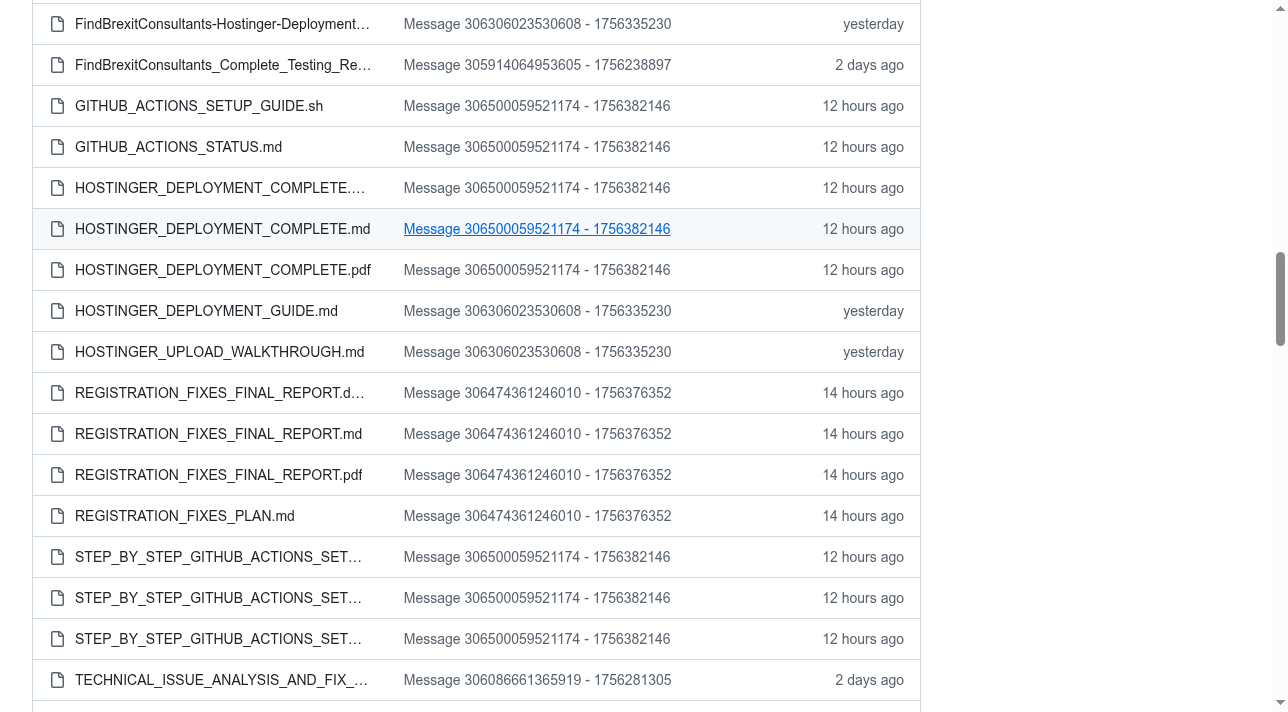 FindBrexitConsultants-Hostinger-Deployment… Message 306306023530608 - 1756335230 yesterday
FindBrexitConsultants_Complete_Testing_Re… Message 305914064953605 - 1756238897 2 days ago
GITHUB_ACTIONS_SETUP_GUIDE.sh Message 306500059521174 - 1756382146 12 hours ago
GITHUB_ACTIONS_STATUS.md Message 306500059521174 - 1756382146 12 hours ago
HOSTINGER_DEPLOYMENT_COMPLETE.… Message 306500059521174 - 1756382146 12 hours ago
HOSTINGER_DEPLOYMENT_COMPLETE.md Message 306500059521174 - 1756382146 12 hours ago
HOSTINGER_DEPLOYMENT_COMPLETE.pdf Message 306500059521174 - 1756382146 12 hours ago
HOSTINGER_DEPLOYMENT_GUIDE.md Message 306306023530608 - 1756335230 yesterday
HOSTINGER_UPLOAD_WALKTHROUGH.md Message 306306023530608 - 1756335230 yesterday
REGISTRATION_FIXES_FINAL_REPORT.d… Message 306474361246010 - 1756376352 14 hours ago
REGISTRATION_FIXES_FINAL_REPORT.md Message 306474361246010 - 1756376352 14 hours ago
REGISTRATION_FIXES_FINAL_REPORT.pdf Message 306474361246010 - 1756376352 14 hours ago
REGISTRATION_FIXES_PLAN.md Message 306474361246010 - 1756376352 14 hours ago
STEP_BY_STEP_GITHUB_ACTIONS_SET… Message 306500059521174 - 1756382146 12 hours ago
STEP_BY_STEP_GITHUB_ACTIONS_SET… Message 306500059521174 - 1756382146 12 hours ago
STEP_BY_STEP_GITHUB_ACTIONS_SET… Message 306500059521174 - 1756382146 12 hours ago
TECHNICAL_ISSUE_ANALYSIS_AND_FIX_… Message 306086661365919 - 1756281305 2 days ago